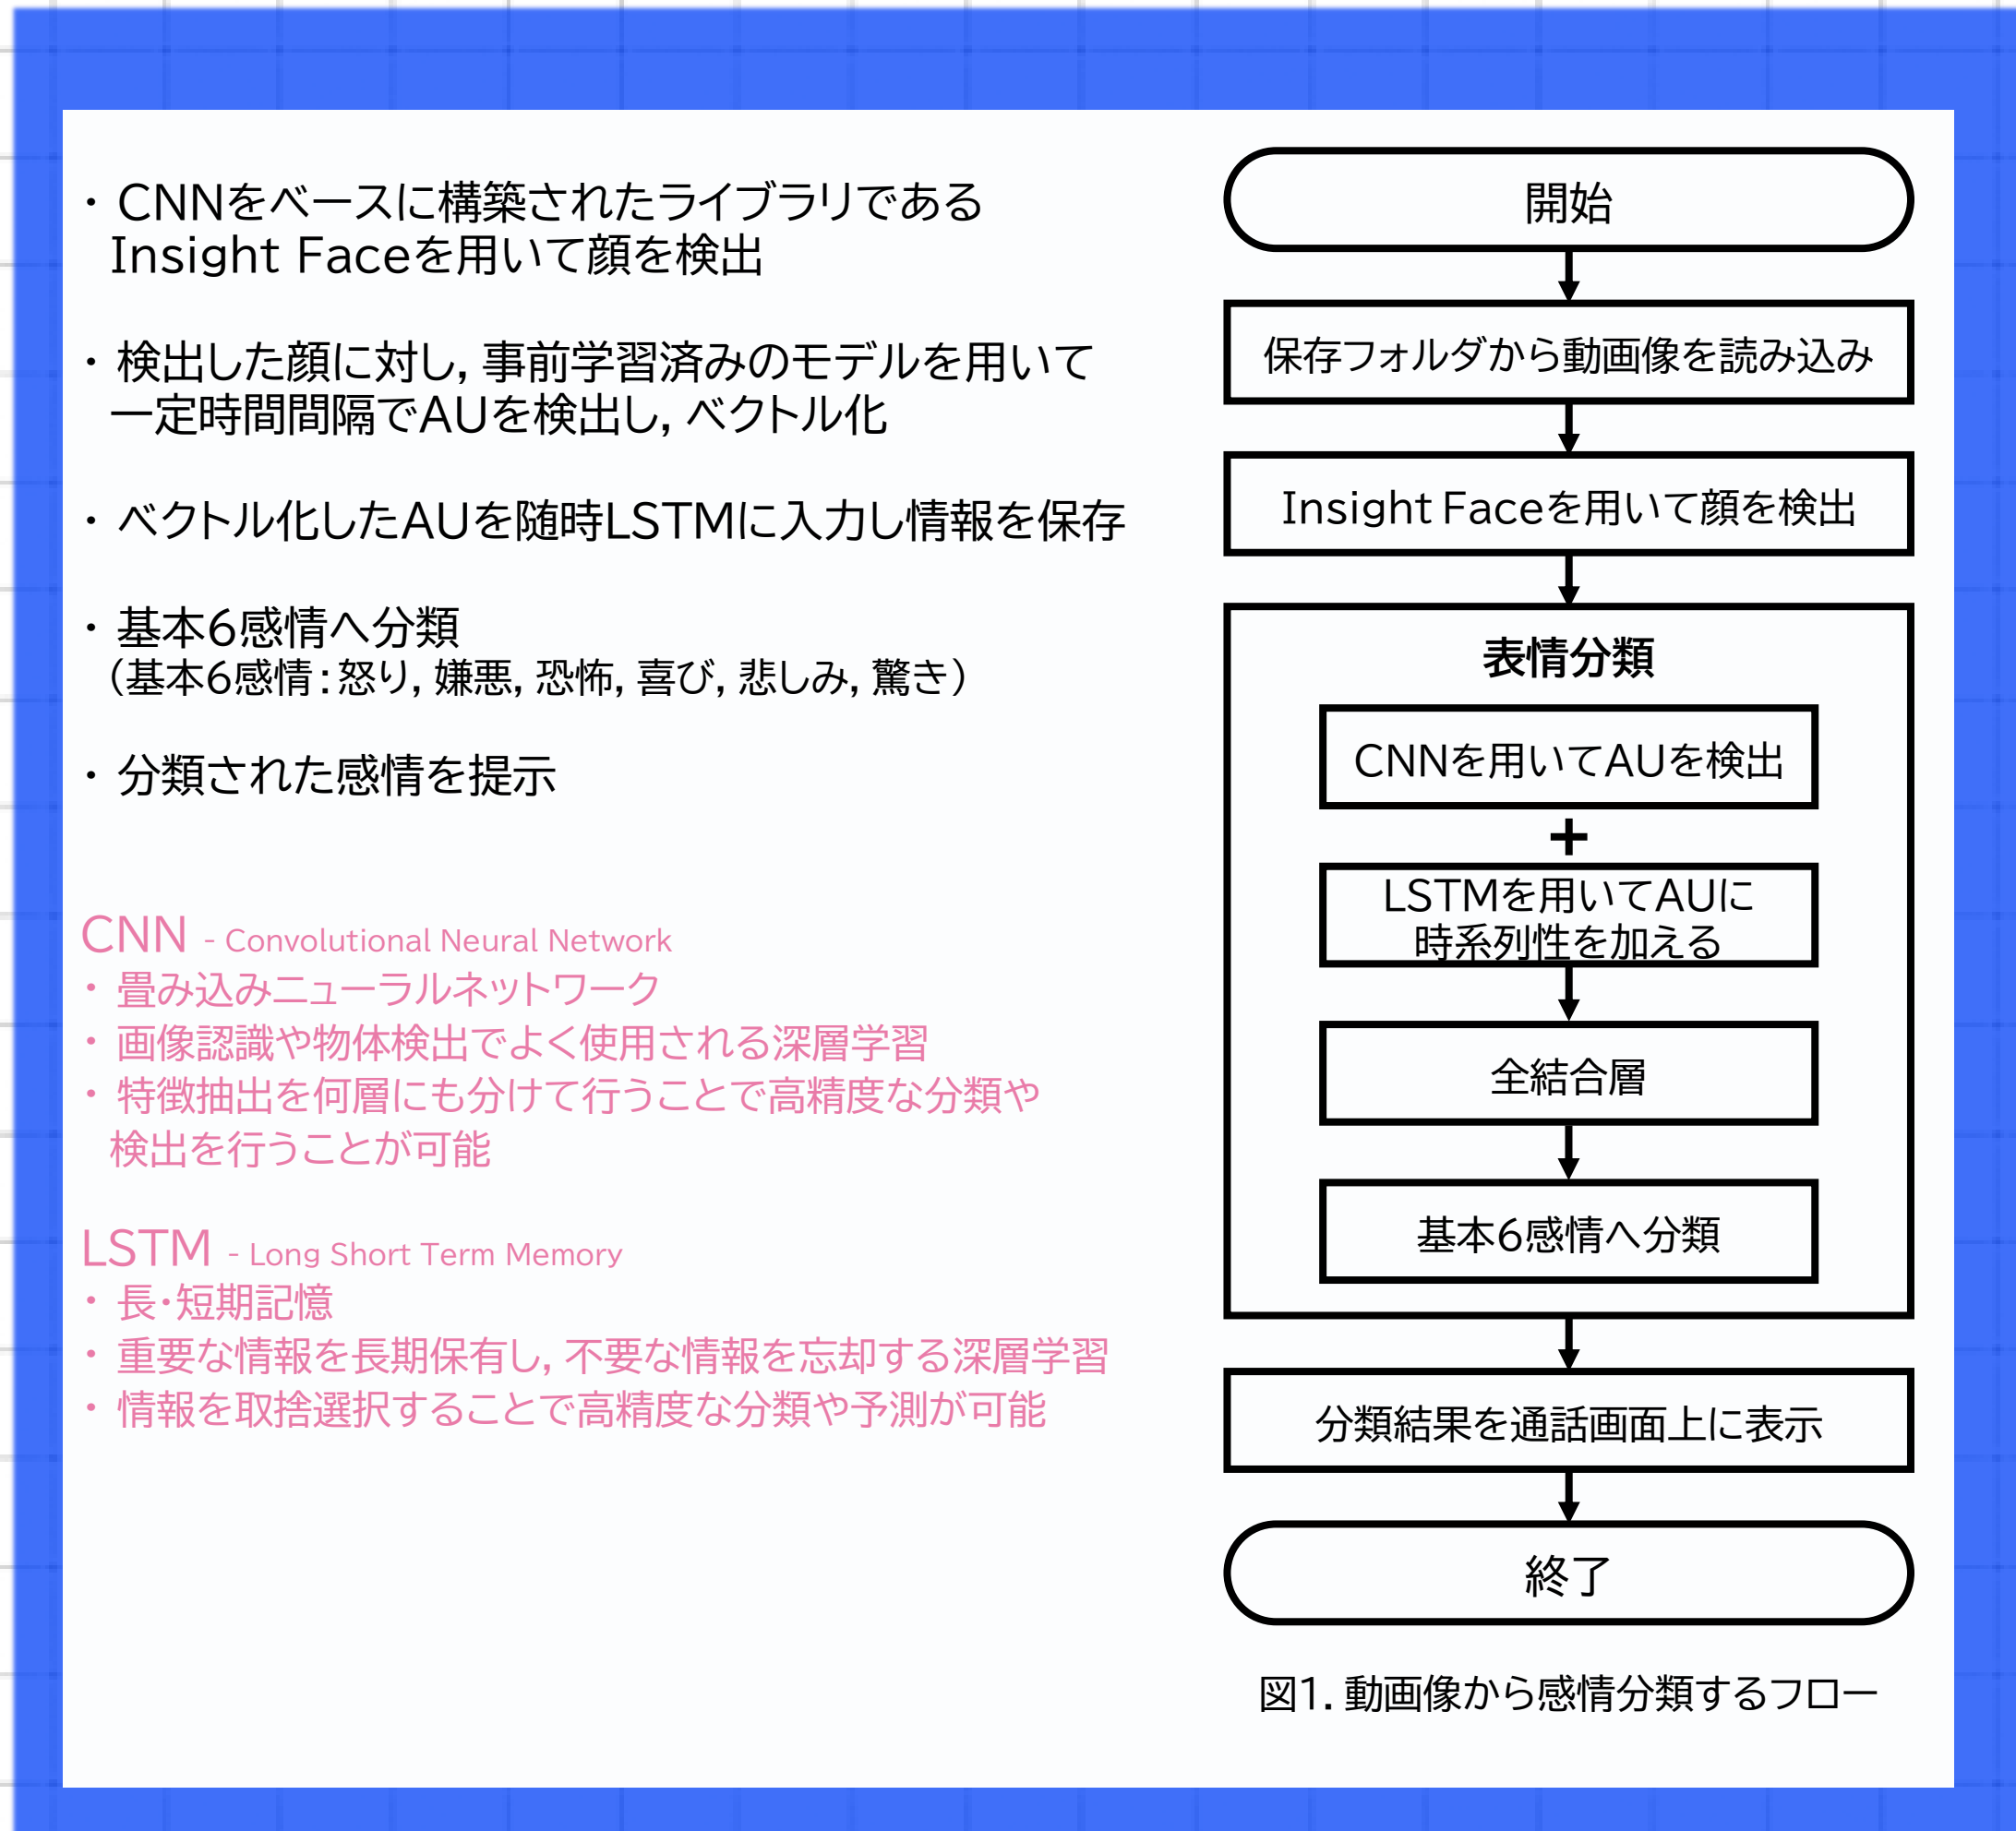 ・CNNをベースに構築されたライブラリである
Insight Faceを用いて顔を検出
・検出した顔に対し，事前学習済みのモデルを用いて
一定時間間隔でAUを検出し，ベクトル化
・ベクトル化したAUを随時LSTMに入力し情報を保存
・基本6感情へ分類
（基本6感情：怒り，嫌悪，恐怖，喜び，悲しみ，驚き）
・分類された感情を提示
CNN - Convolutional Neural Network
・畳み込みニューラルネットワーク
・画像認識や物体検出でよく使用される深層学習
・特徴抽出を何層にも分けて行うことで高精度な分類や
検出を行うことが可能
LSTM - Long Short Term Memory
・長・短期記憶
・重要な情報を長期保有し，不要な情報を忘却する深層学習
・情報を取捨選択することで高精度な分類や予測が可能
開始
保存フォルダから動画像を読み込み
Insight Faceを用いて顔を検出
表情分類
CNNを用いてAUを検出
+
LSTMを用いてAUに
時系列性を加える
全結合層
基本6感情へ分類
分類結果を通話画面上に表示
終了
図1．動画像から感情分類するフロー